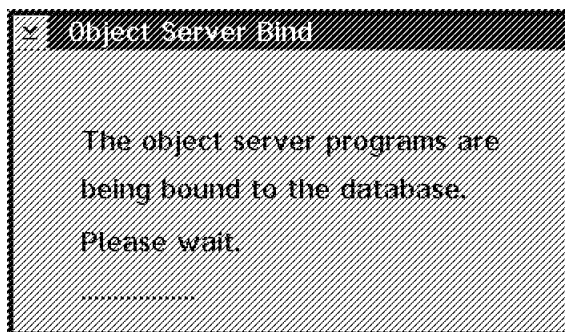 Object Server Bind
The object server programs are
being bound to the database.
Please wait.
.................